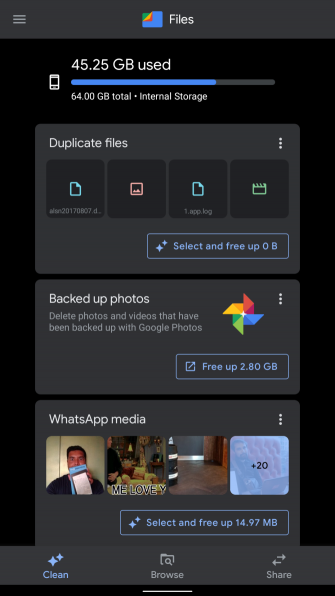 Files
45.25 GB used
64.00 GB total • Internal Storage
Duplicate files
alsn20170807.d...
1.app.log
Select and free up 0 B
Backed up photos
Delete photos and videos that have
been backed up with Google Photos
Free up 2.80 GB
WhatsApp media
ME LOVE Y
+20
Select and free up 14.97 MB
Clean
Browse
Share